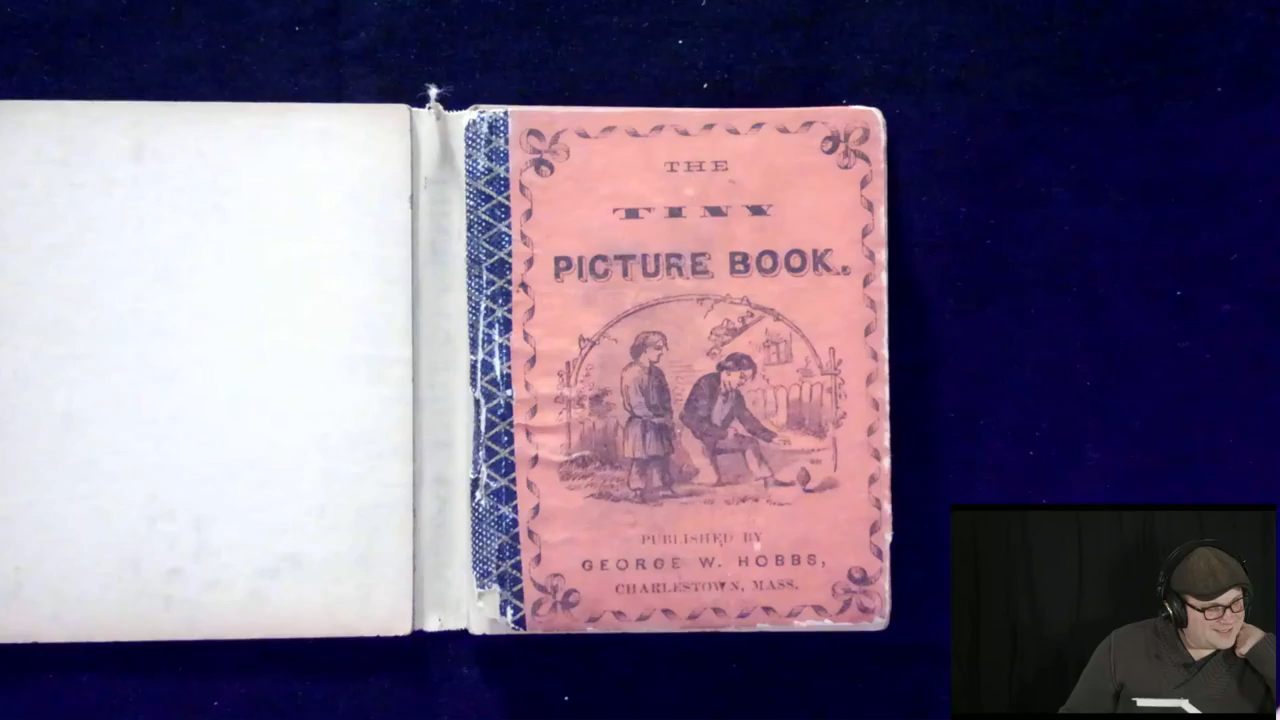 THE
TINY
PICTURE BOOK.
PUBLISHED BY
GEORGE W. HOBBS,
CHARLESTOWN, MASS.